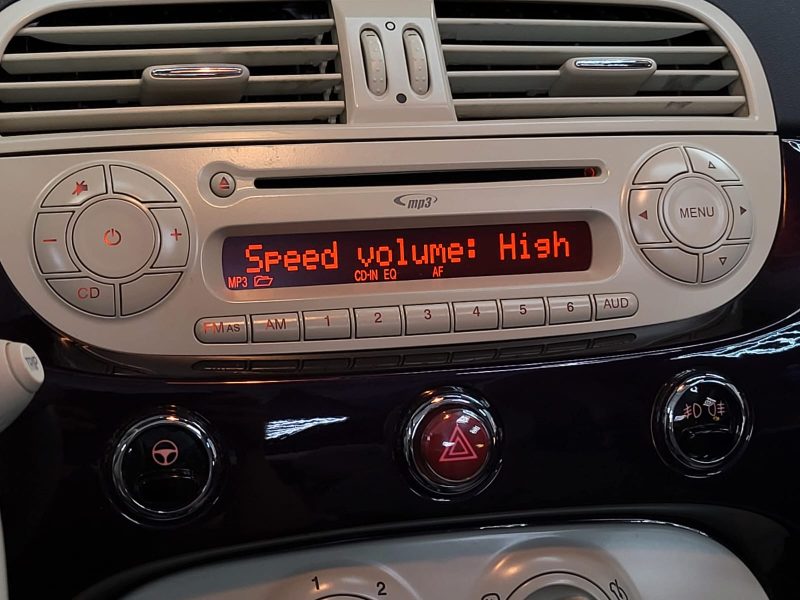 mp3
MENU
Speed volume: High
MP3 CD-IN EQ AF
CD
FM AS AM 1 2 3 4 5 6 AUD
TRIP
1 2